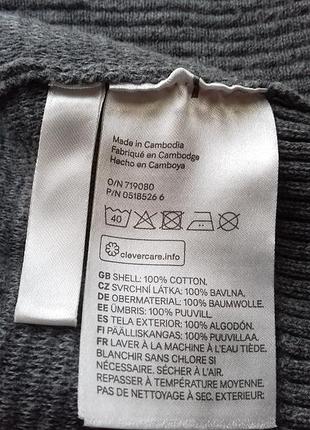 Made in Cambodia
Fabriqué en Cambodge
Hecho en Camboya
O/N 719080
P/N 0518526 6
40
clevercare.info
GB SHELL: 100% COTTON.
CZ SVRCHNÍ LÁTKA: 100% BAVLNA.
DE OBERMATERIAL: 100% BAUMWOLLE.
EE ÜMBRIS: 100% PUUVILL.
ES TELA EXTERIOR: 100% ALGODÓN.
FI PÄÄLLISKANGAS: 100% PUUVILLAA.
FR LAVER À LA MACHINE À L'EAU TIÈDE.
BLANCHIR SANS CHLORE SI
NÉCESSAIRE. SÉCHER À L'AIR.
REPASSER À TEMPÉRATURE MOYENNE.
PAS DE NETTOYAGE À SEC. EXTERIEUR: